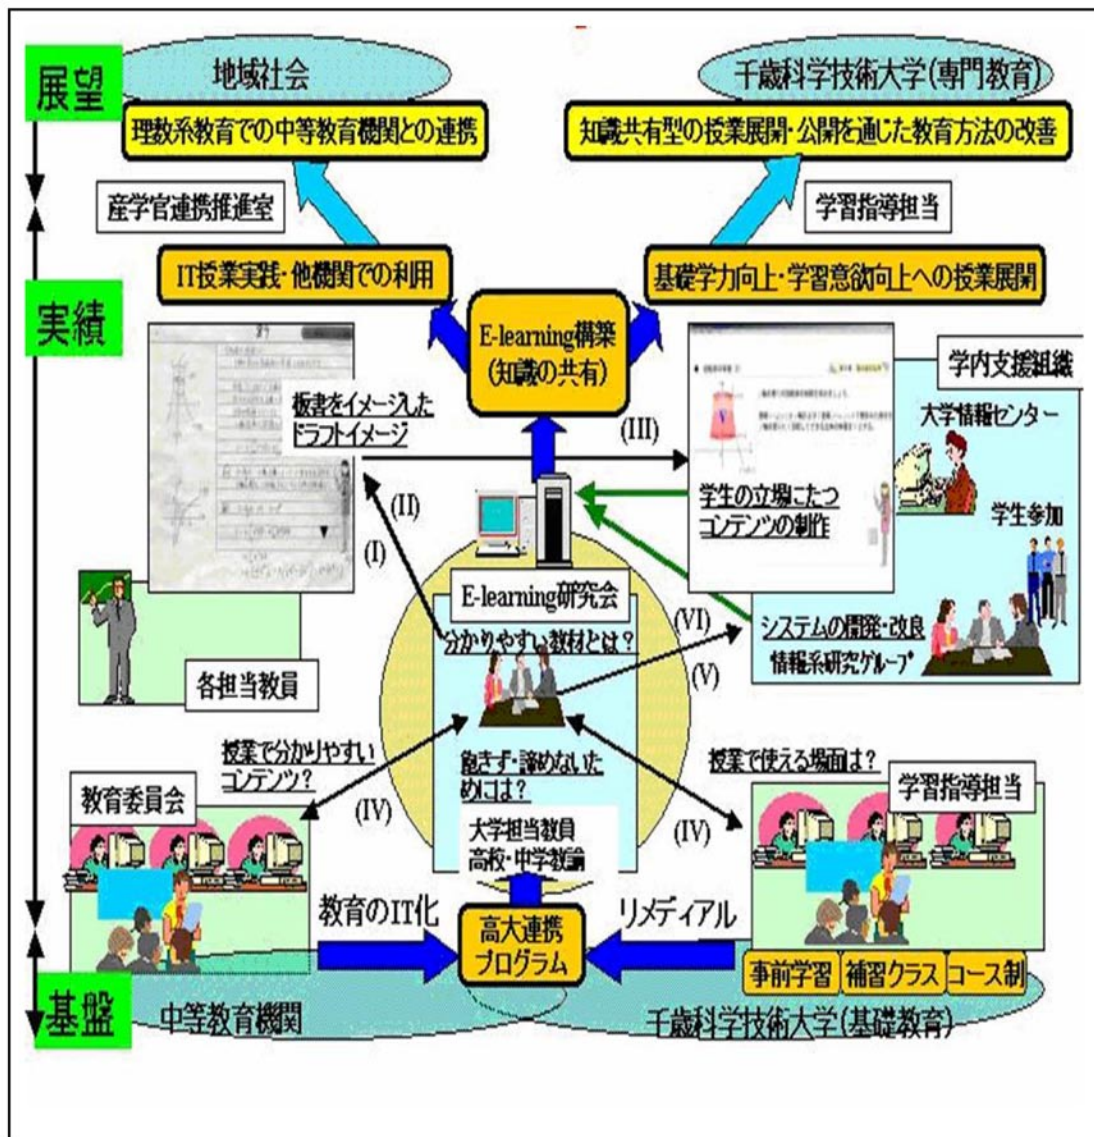 展望
地域社会
千歳科学技術大学(専門教育)
理数系教育での中等教育機関との連携
知識共有型の授業展開・公開を通じた教育方法の改善
産学官連携推進室
学習指導担当
IT授業実践・他機関での利用
基礎学力向上・学習意欲向上への授業展開
実績
E-learning構築
(知識の共有)
板書をイメージした
ドラフトイメージ
(III)
学内支援組織
大学情報センター
学生の立場にたつ
コンテンツの制作
学生参加
(II)
(I)
E-learning研究会
分かりやすい教材とは?
(VI)
(V)
システムの開発・改良
情報系研究グループ
各担当教員
授業で分かりやすい
コンテンツ?
飽きず・諦めないた
めには?
授業で使える場面は?
教育委員会
(IV)
(IV)
学習指導担当
大学担当教員
高校・中学教諭
教育のIT化
高大連携
プログラム
リメディアル
事前学習
補習クラス
コース制
基盤
中等教育機関
千歳科学技術大学(基礎教育)